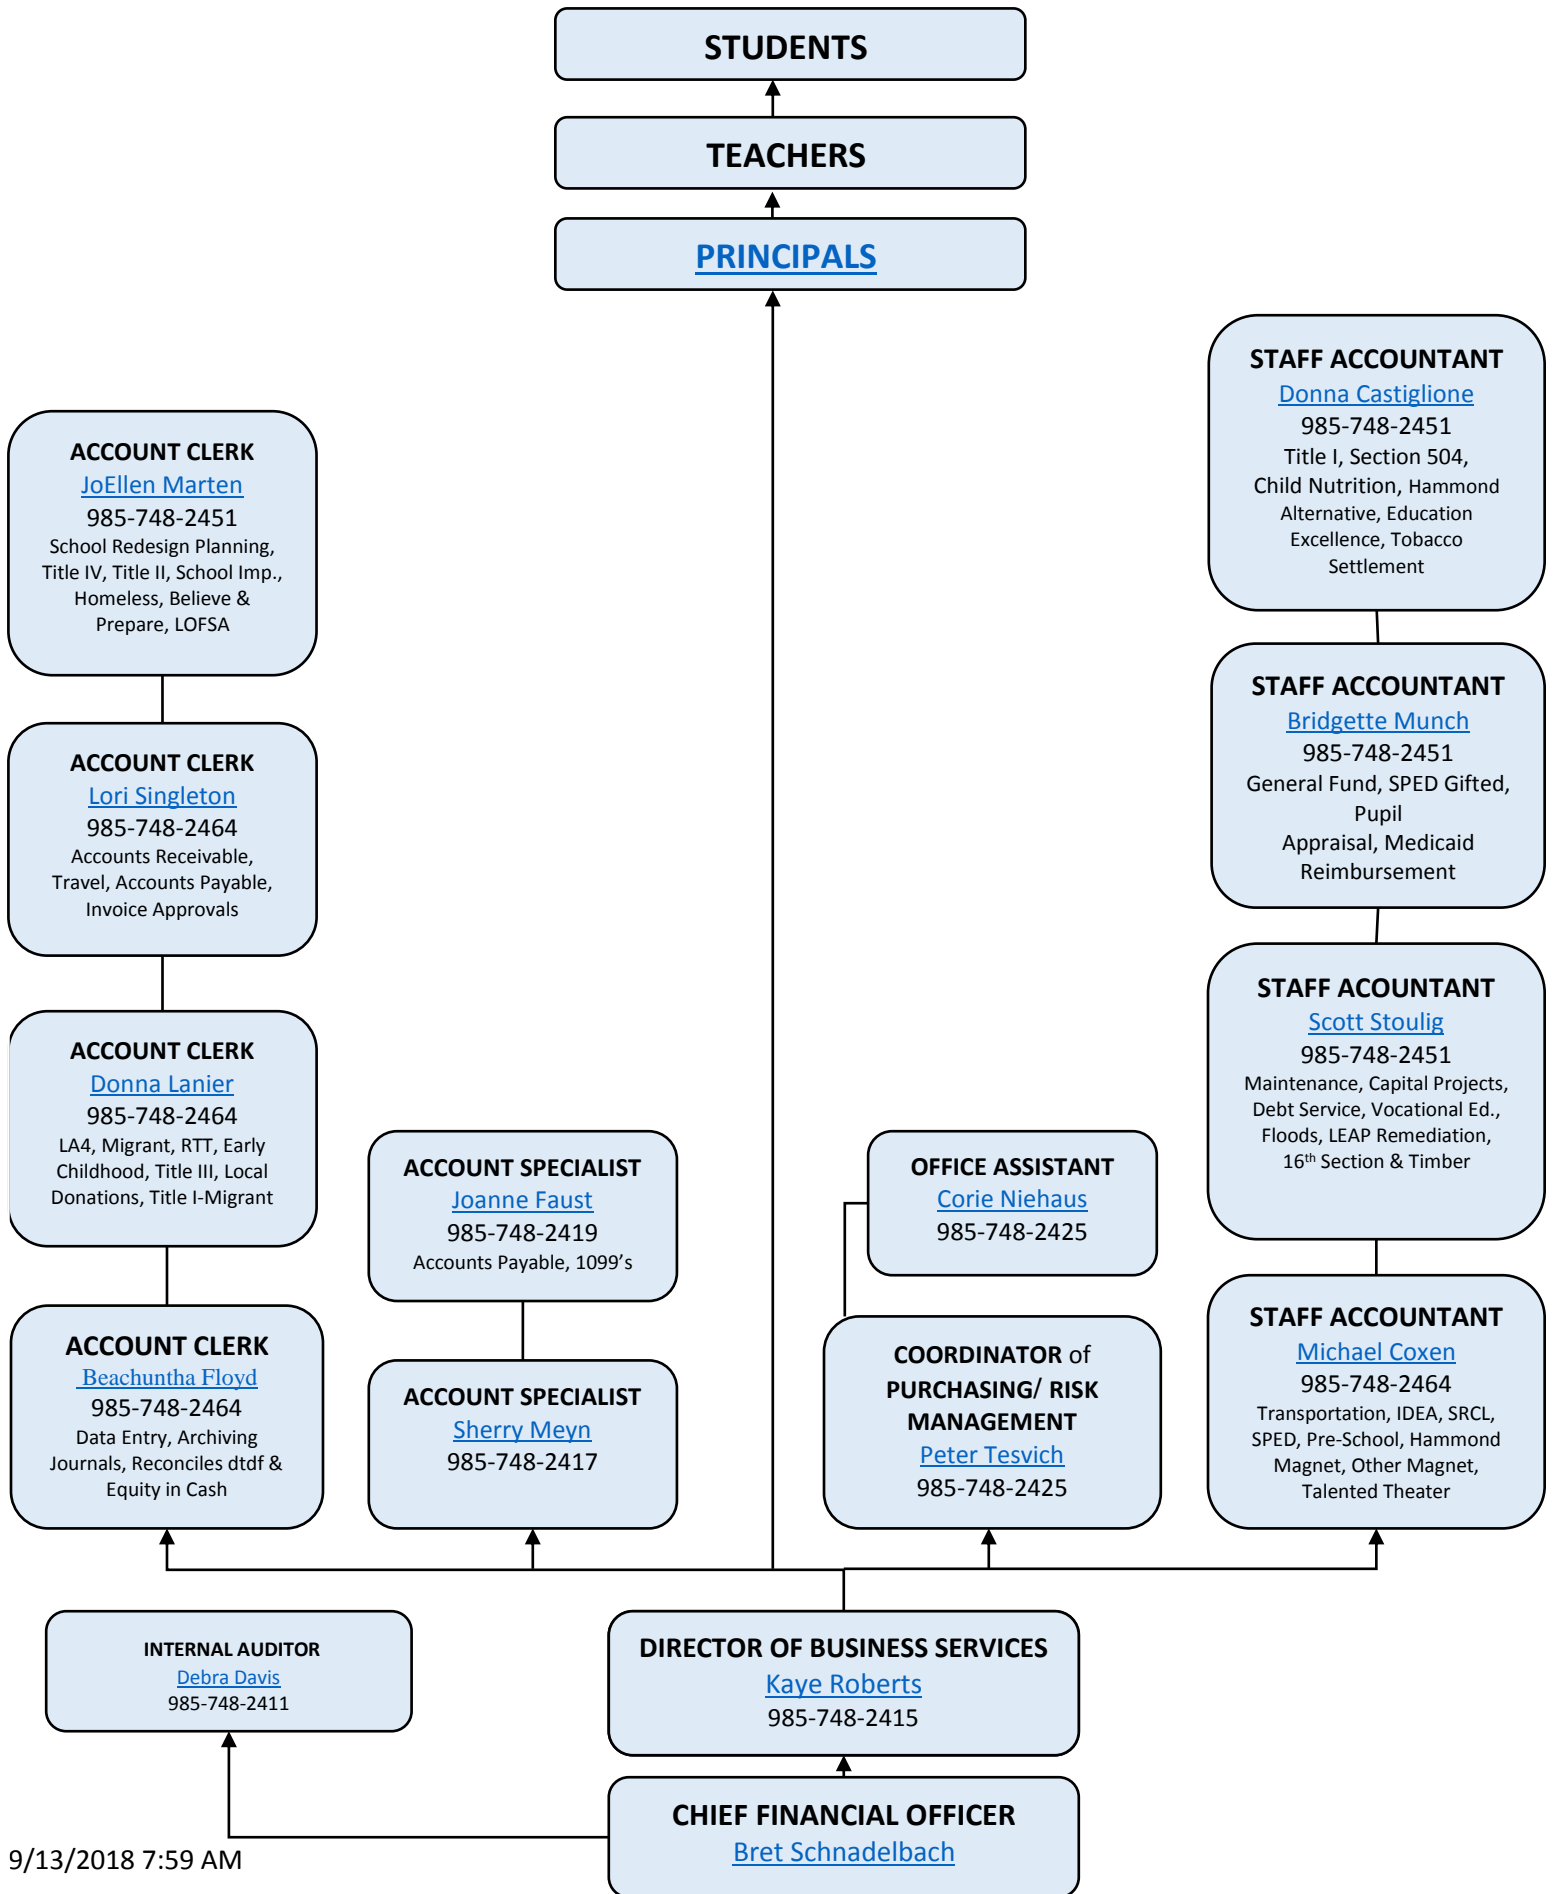 STUDENTS
TEACHERS
PRINCIPALS
STAFF ACCOUNTANT
Donna Castiglione
985-748-2451
Title I, Section 504,
Child Nutrition, Hammond
Alternative, Education
Excellence, Tobacco
Settlement
ACCOUNT CLERK
JoEllen Marten
985-748-2451
School Redesign Planning,
Title IV, Title II, School Imp.,
Homeless, Believe &
Prepare, LOFSA
STAFF ACCOUNTANT
Bridgette Munch
985-748-2451
General Fund, SPED Gifted,
Pupil
Appraisal, Medicaid
Reimbursement
ACCOUNT CLERK
Lori Singleton
985-748-2464
Accounts Receivable,
Travel, Accounts Payable,
Invoice Approvals
STAFF ACOUNTANT
Scott Stoulig
985-748-2451
Maintenance, Capital Projects,
Debt Service, Vocational Ed.,
Floods, LEAP Remediation,
16th Section & Timber
ACCOUNT CLERK
Donna Lanier
985-748-2464
LA4, Migrant, RTT, Early
Childhood, Title III, Local
Donations, Title I-Migrant
ACCOUNT SPECIALIST
Joanne Faust
985-748-2419
Accounts Payable, 1099’s
OFFICE ASSISTANT
Corie Niehaus
985-748-2425
ACCOUNT CLERK
Beachuntha Floyd
985-748-2464
Data Entry, Archiving
Journals, Reconciles dtdf &
Equity in Cash
ACCOUNT SPECIALIST
Sherry Meyn
985-748-2417
COORDINATOR of
PURCHASING/ RISK
MANAGEMENT
Peter Tesvich
985-748-2425
STAFF ACCOUNTANT
Michael Coxen
985-748-2464
Transportation, IDEA, SRCL,
SPED, Pre-School, Hammond
Magnet, Other Magnet,
Talented Theater
INTERNAL AUDITOR
Debra Davis
985-748-2411
DIRECTOR OF BUSINESS SERVICES
Kaye Roberts
985-748-2415
CHIEF FINANCIAL OFFICER
Bret Schnadelbach
9/13/2018 7:59 AM